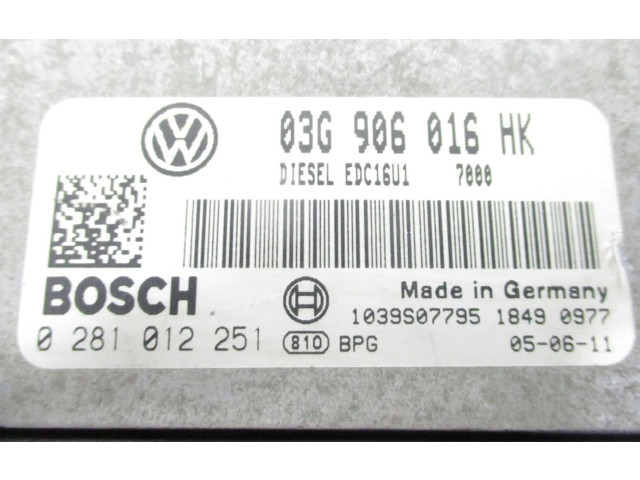 03G 906 016 HK
DIESEL EDC16U1 7000
BOSCH
Made in Germany
1039S07795 1849 0977
0 281 012 251 810 BPG 05-06-11